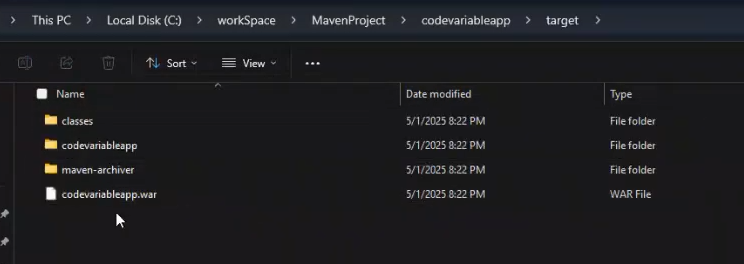 This PC > Local Disk (C:) > workSpace > MavenProject > codevariableapp > target >
Sort View ...
Name Date modified Type
classes 5/1/2025 8:22 PM File folder
codevariableapp 5/1/2025 8:22 PM File folder
maven-archiver 5/1/2025 8:22 PM File folder
codevariableapp.war 5/1/2025 8:22 PM WAR File